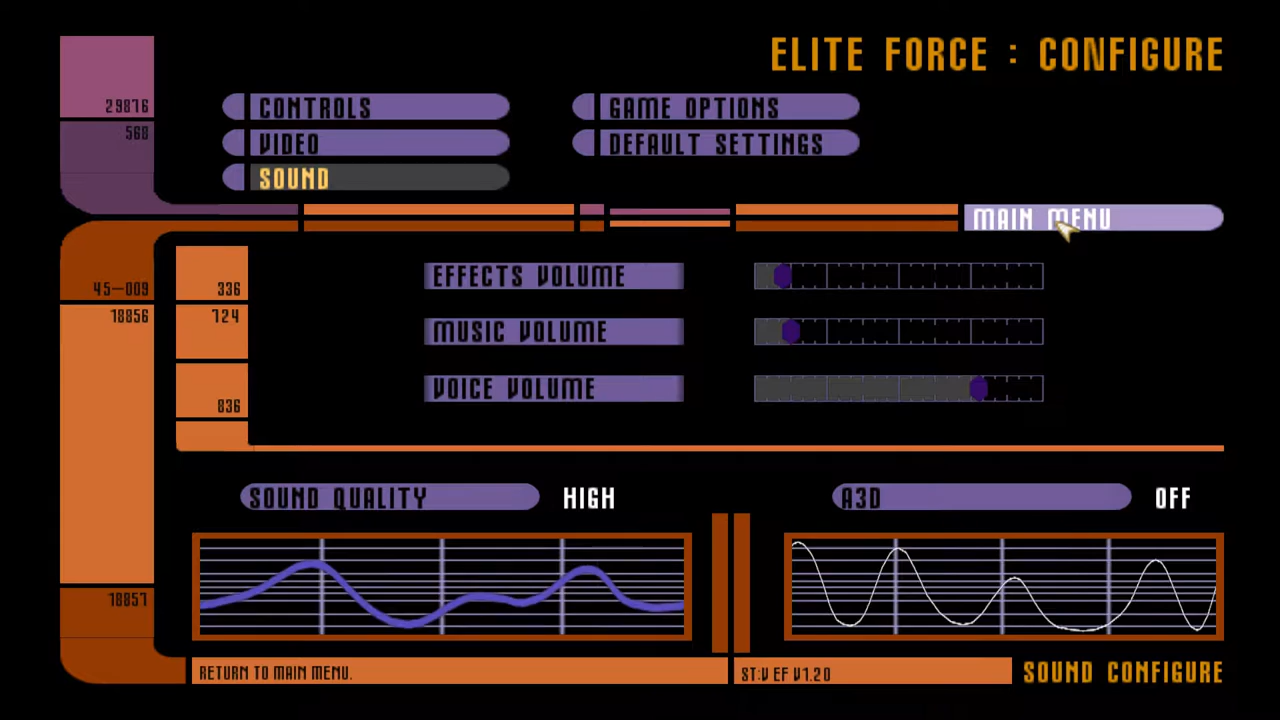 ELITE FORCE : CONFIGURE
29876
568
CONTROLS
GAME OPTIONS
VIDEO
DEFAULT SETTINGS
SOUND
MAIN MENU
45-009
18856
336
724
836
EFFECTS VOLUME
MUSIC VOLUME
VOICE VOLUME
SOUND QUALITY HIGH
A3D OFF
18857
RETURN TO MAIN MENU.
ST:V EF V1.20
SOUND CONFIGURE